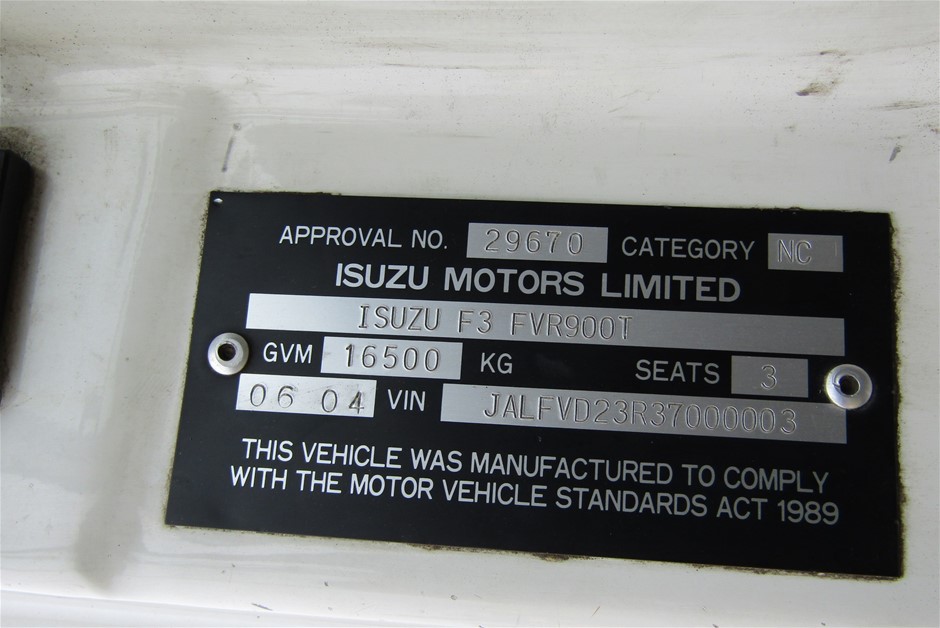 APPROVAL NO. 29670 CATEGORY NC
ISUZU MOTORS LIMITED
ISUZU F3 FVR900T
GVM 16500 KG SEATS 3
06 04 VIN JALFVD23R37000003
THIS VEHICLE WAS MANUFACTURED TO COMPLY
WITH THE MOTOR VEHICLE STANDARDS ACT 1989